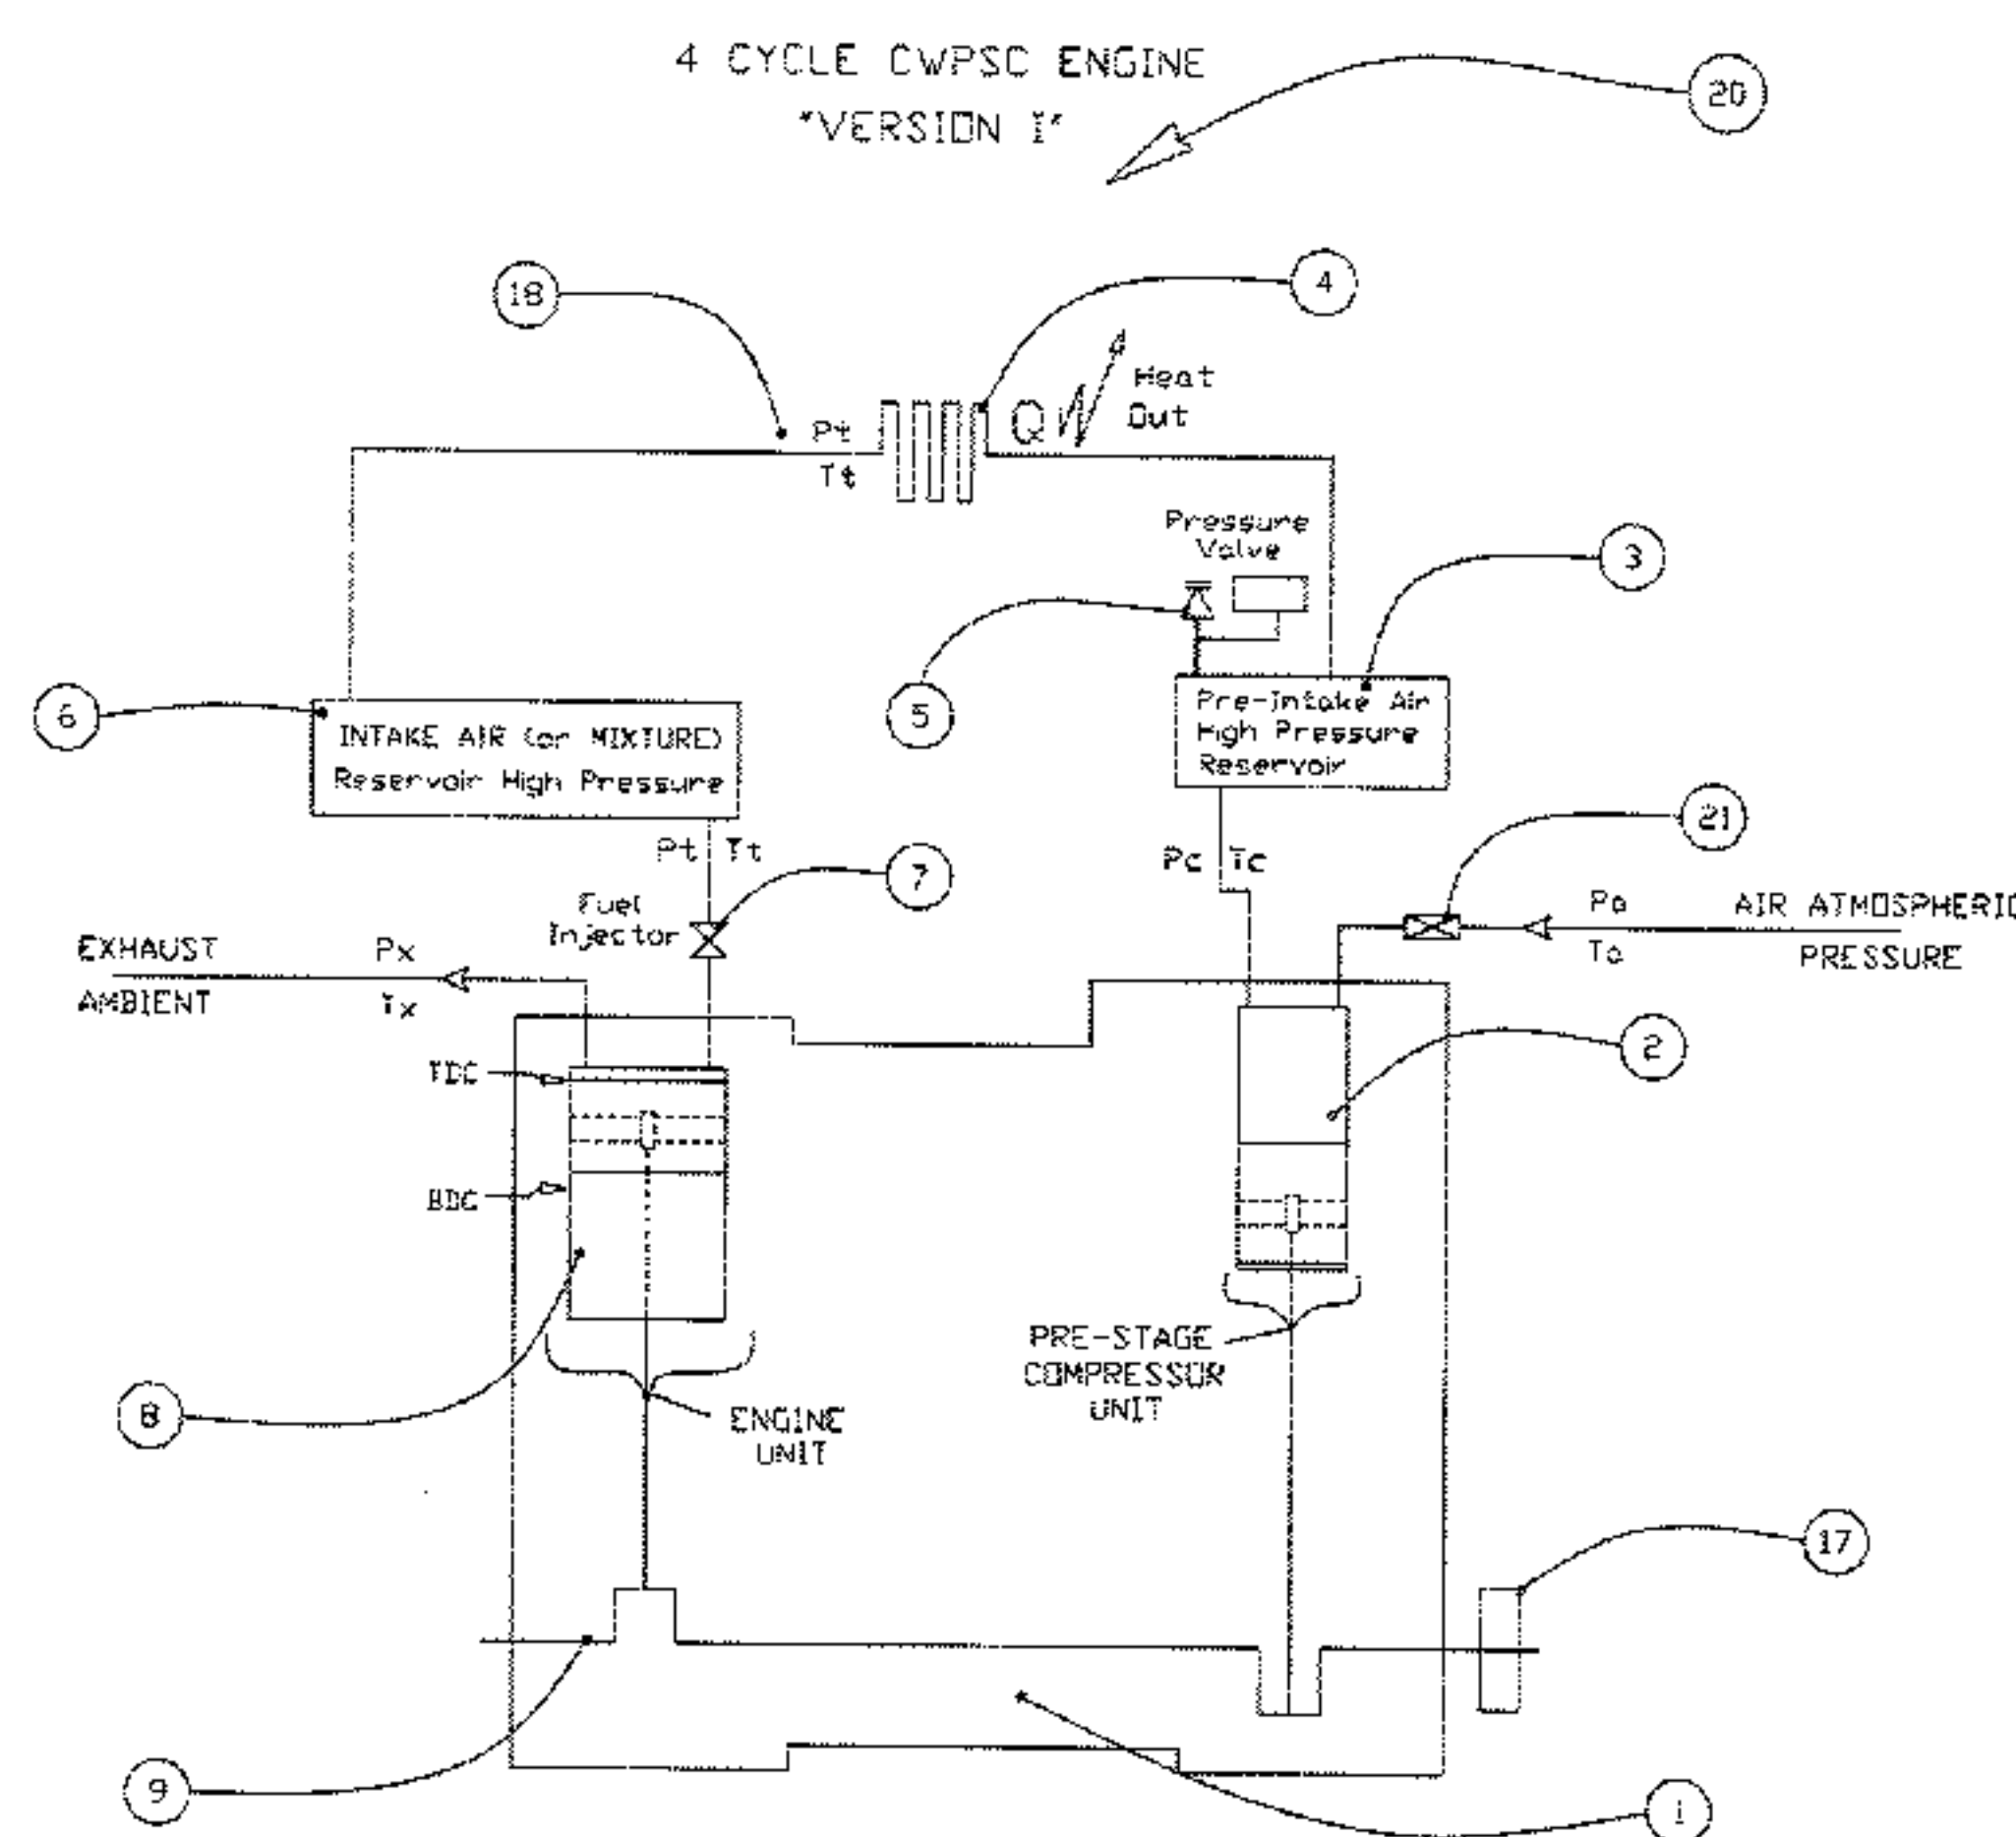 4 CYCLE CWPSC ENGINE
"VERSION I"
20
18
4
Heat
Q
Out
Pt
Tt
Pressure
Valve
3
6
5
Pre-Intake Air
High Pressure
Reservoir
INTAKE AIR (or MIXTURE)
Reservoir High Pressure
21
Pt Tt
Pc Tc
7
Fuel
Injector
Pa
AIR ATMOSPHERIC
Ta
PRESSURE
EXHAUST
Px
AMBIENT
Tx
2
TDC
BDC
PRE-STAGE
COMPRESSOR
UNIT
8
ENGINE
UNIT
17
9
1